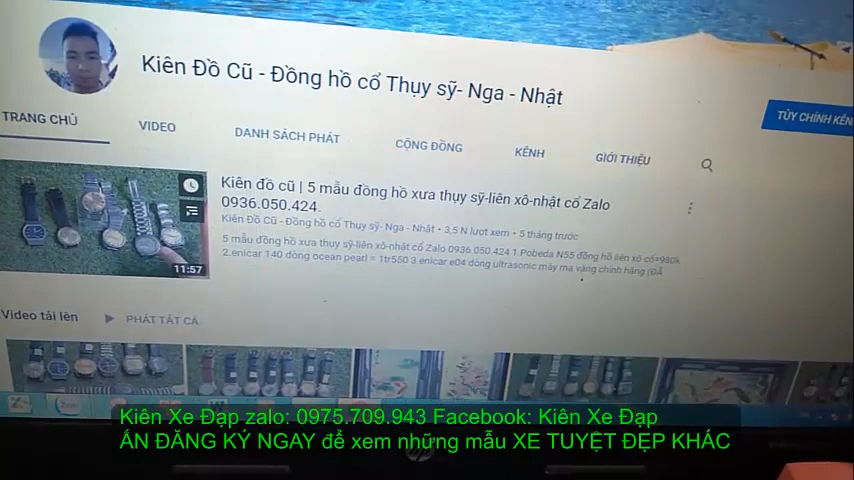 Kiên Đồ Cũ - Đồng hồ cổ Thụy sỹ- Nga - Nhật
TÙY CHỈNH KÊN
TRANG CHỦ
VIDEO
DANH SÁCH PHÁT
CỘNG ĐỒNG
KÊNH
GIỚI THIỆU
Kiên đồ cũ | 5 mẫu đồng hồ xưa thụy sỹ-liên xô-nhật cổ Zalo
0936.050.424.
Kiên Đồ Cũ - Đồng hồ cổ Thụy sỹ- Nga - Nhật • 3,5 N lượt xem • 5 tháng trước
5 mẫu đồng hồ xưa thụy sỹ-liên xô-nhật cổ Zalo 0936.050.424 1.Pobeda N55 đồng hồ liên xô cổ=980k
2.enicar 140 dòng ocean pearl = 1tr550 3 enicar e04 dòng ultrasonic máy mạ vàng chính hãng (ĐÃ
11:57
Video tải lên
PHÁT TẤT CẢ
Kiên Xe Đạp zalo: 0975.709.943 Facebook: Kiên Xe Đạp
ẤN ĐĂNG KÝ NGAY để xem những mẫu XE TUYỆT ĐẸP KHÁC
hp